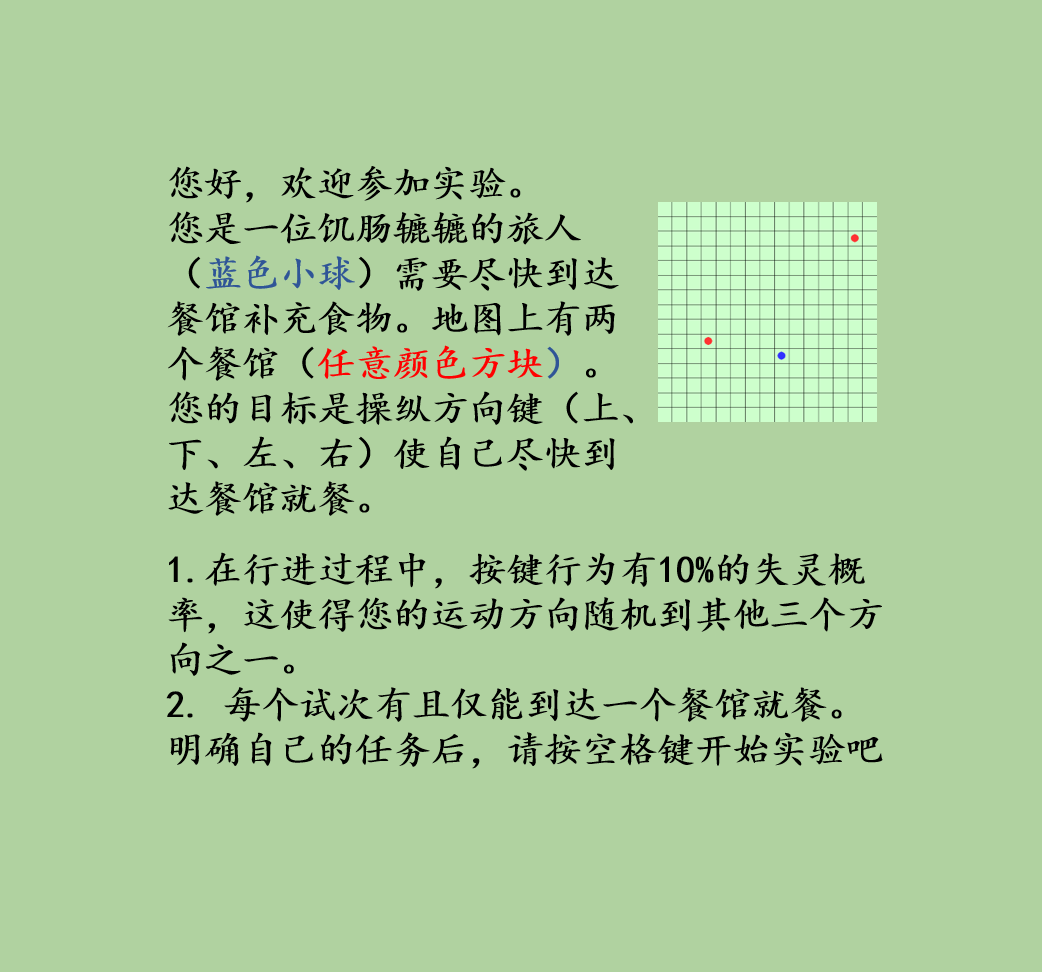 您好，欢迎参加实验。
您是一位饥肠辘辘的旅人
（蓝色小球）需要尽快到达
餐馆补充食物。地图上有两
个餐馆（任意颜色方块）。
您的目标是操纵方向键（上、
下、左、右）使自己尽快到
达餐馆就餐。
1.在行进过程中，按键行为有10%的失灵概
率，这使得您的运动方向随机到其他三个方
向之一。
2. 每个试次有且仅能到达一个餐馆就餐。
明确自己的任务后，请按空格键开始实验吧